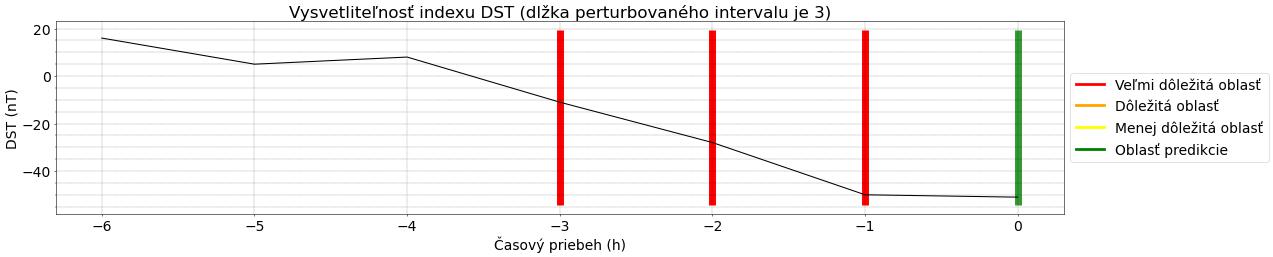 Vysvetliteľnosť indexu DST (dĺžka perturbovaného intervalu je 3)
20
0
−20
−40
DST (nT)
−6 −5 −4 −3 −2 −1 0
Časový priebeh (h)
Veľmi dôležitá oblasť
Dôležitá oblasť
Menej dôležitá oblasť
Oblasť predikcie